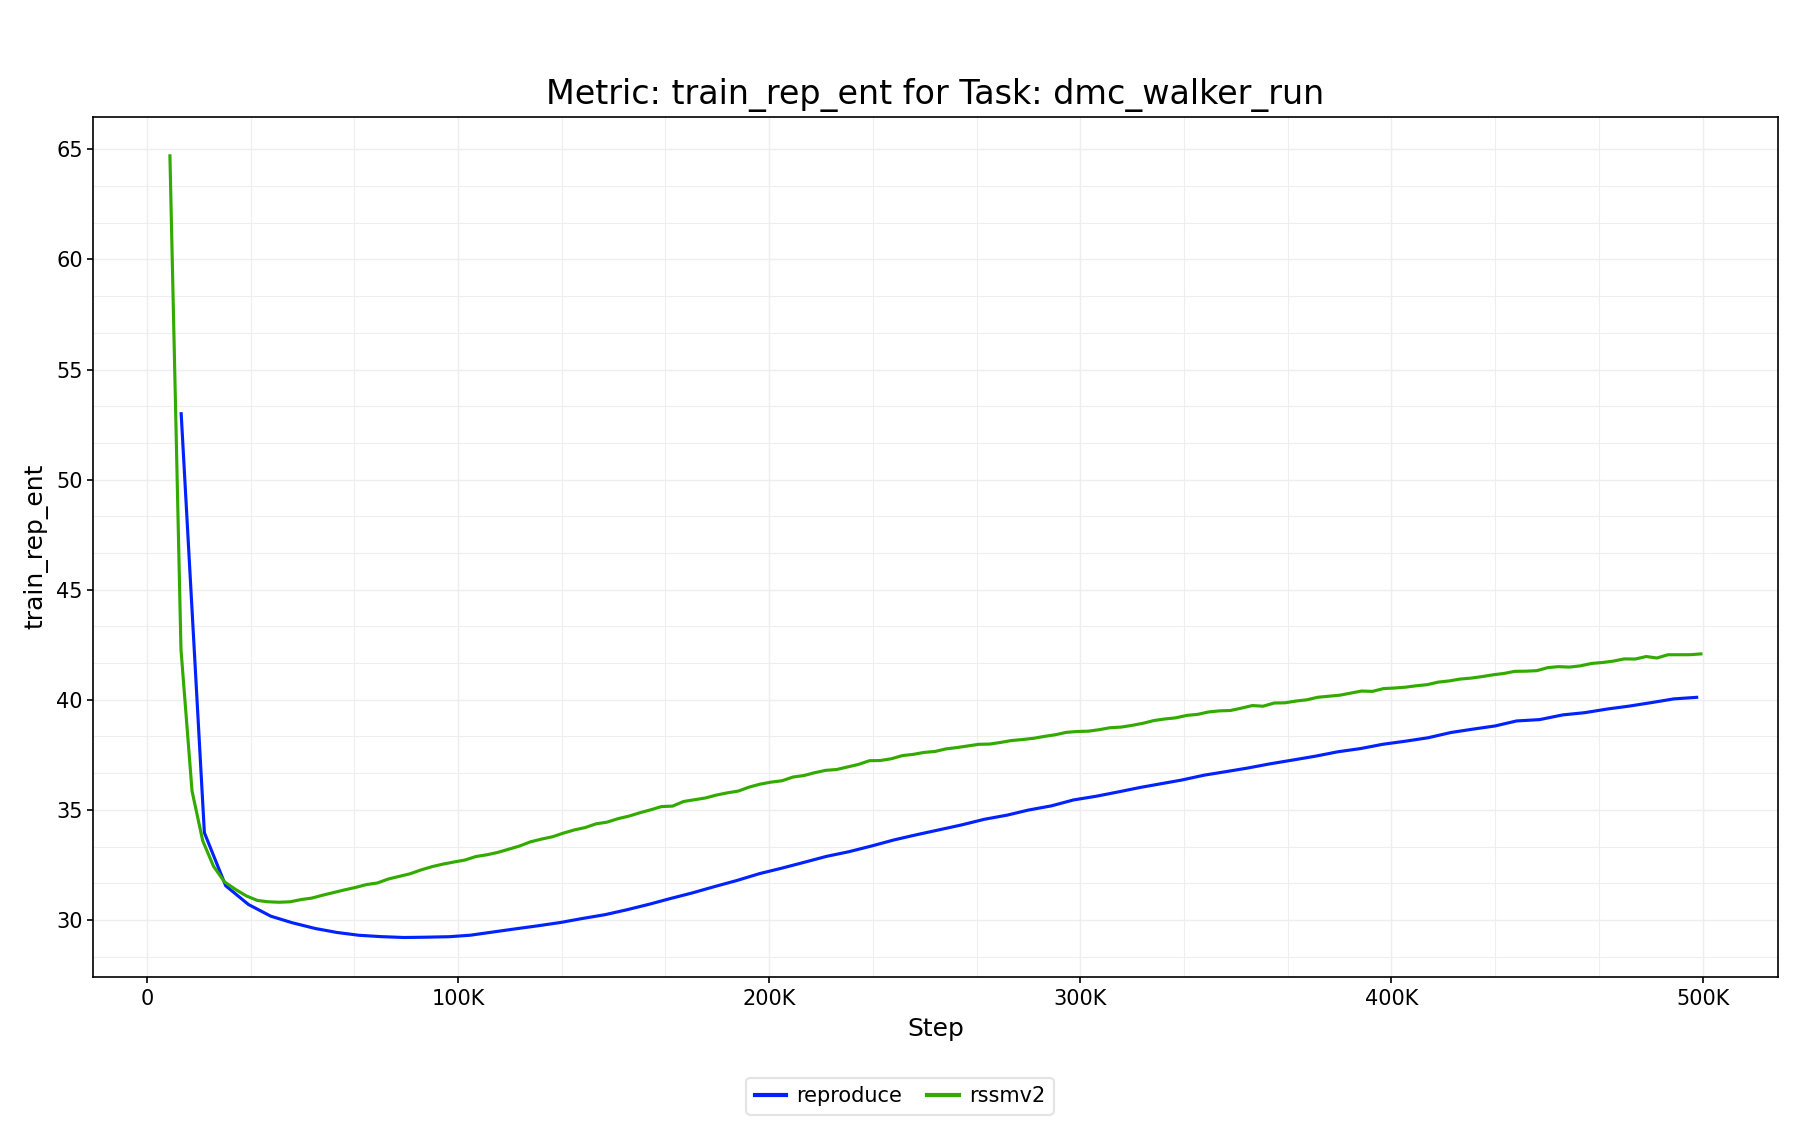 Metric: train_rep_ent for Task: dmc_walker_run
65
60
55
50
45
40
35
30
train_rep_ent
0 100K 200K 300K 400K 500K
Step
reproduce rssmv2